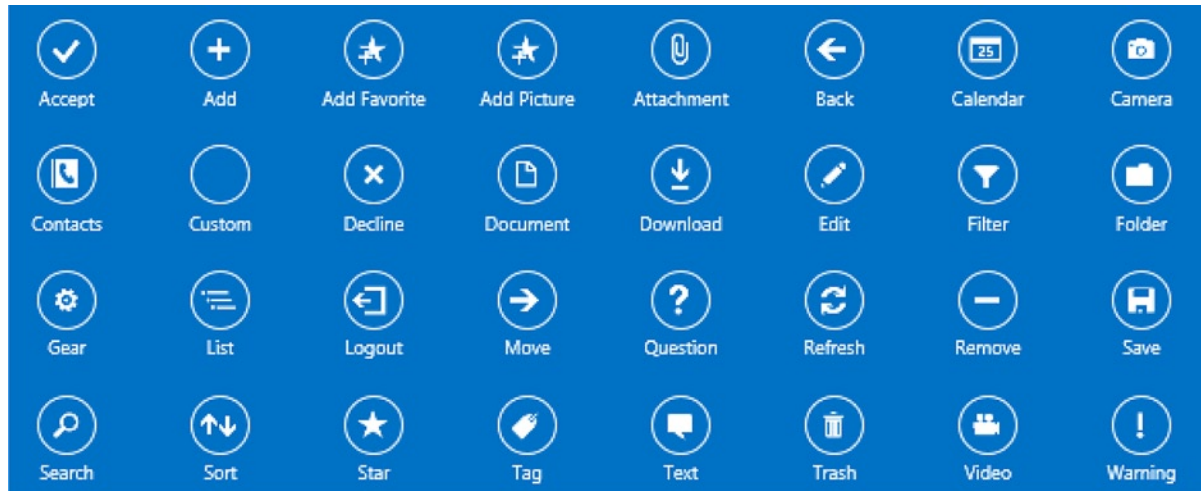 Accept Add Add Favorite Add Picture Attachment Back 25 Calendar Camera
Contacts Custom Decline Document Download Edit Filter Folder
Gear List Logout Move Question Refresh Remove Save
Search Sort Star Tag Text Trash Video Warning